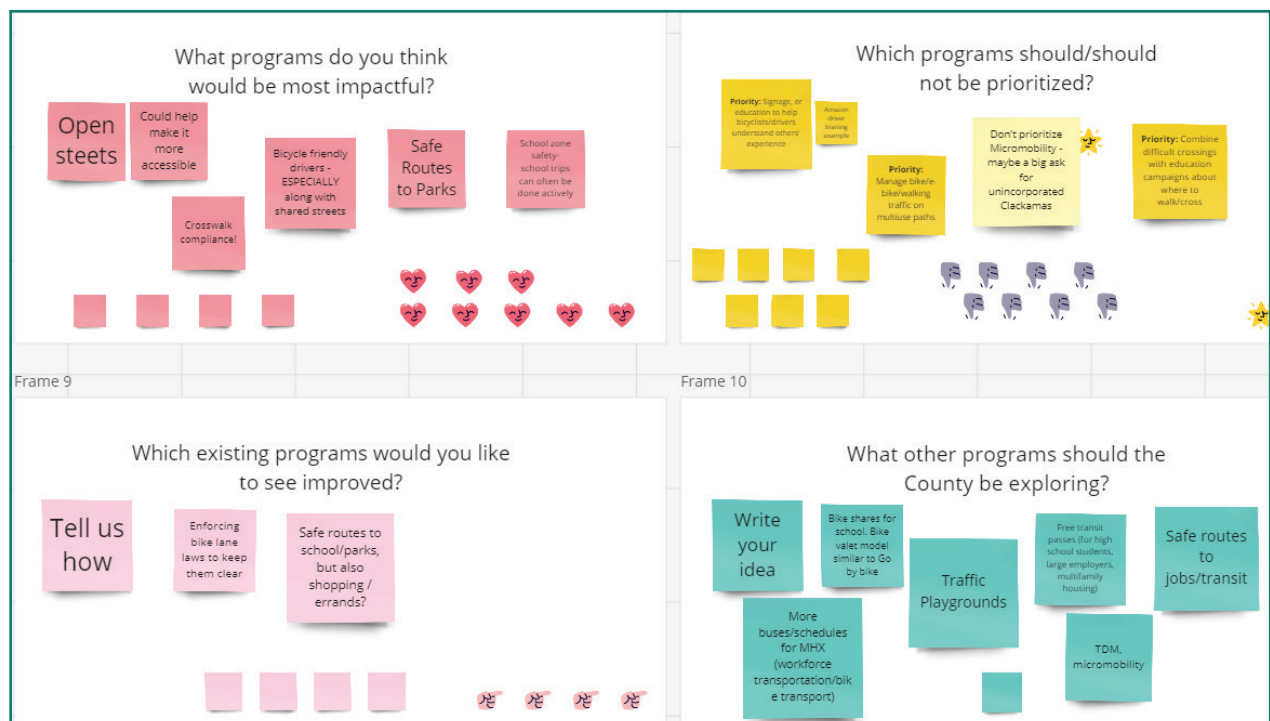 What programs do you think
would be most impactful?
Open
steets
Could help
make it
more
accessible
Crosswalk
compliance!
Bicycle friendly
drivers -
ESPECIALLY
along with
shared streets
Safe
Routes
to Parks
School zone
safety-
school trips
can often be
done actively
Which programs should/should
not be prioritized?
Priority: Signage, or
education to help
bicyclists/drivers
understand others'
experience
Amazon
driver
trianing
example
Priority:
Manage bike/e-
bike/walking
traffic on
multiuse paths
Don't prioritize
Micromobility -
maybe a big ask
for
unincorporated
Clackamas
Priority: Combine
difficult crossings
with education
campaigns about
where to
walk/cross
Frame 9
Which existing programs would you like
to see improved?
Tell us
how
Enforcing
bike lane
laws to keep
them clear
Safe routes to
school/parks,
but also
shopping /
errands?
Frame 10
What other programs should the
County be exploring?
Write
your
idea
Bike shares for
school. Bike
valet model
similar to Go
by bike
Traffic
Playgrounds
Free transit
passes (for high
school students,
large employers,
multifamily
housing)
Safe routes
to
jobs/transit
More
buses/schedules
for MHX
(workforce
transportation/bik
e transport)
TDM,
micromobility